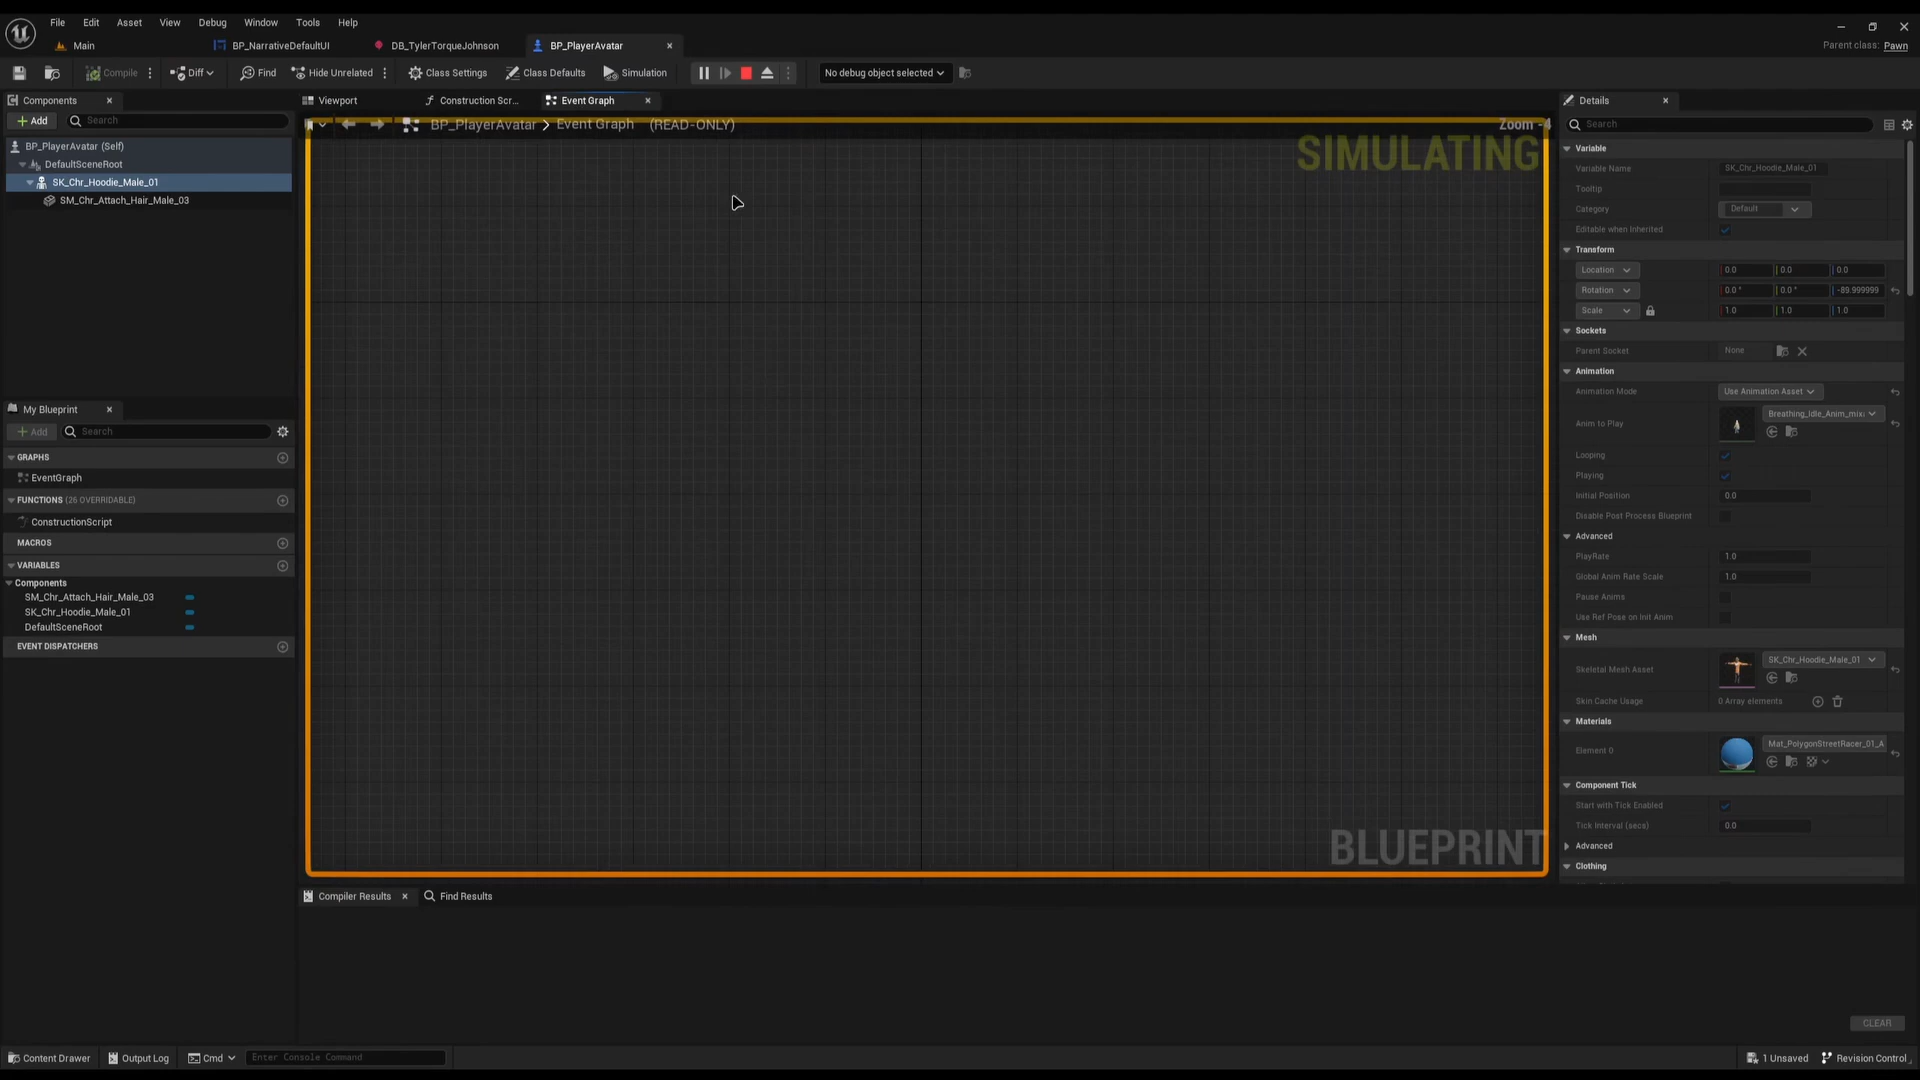 File Edit Asset View Debug Window Tools Help
Main BP_NarrativeDefaultUI DB_TylerTorqueJohnson BP_PlayerAvatar
Parent class: Pawn
Compile Diff Find Hide Unrelated Class Settings Class Defaults Simulation No debug object selected
Components
Add Search
BP_PlayerAvatar (Self)
DefaultSceneRoot
SK_Chr_Hoodie_Male_01
SM_Chr_Attach_Hair_Male_03
My Blueprint
Add Search
GRAPHS
EventGraph
FUNCTIONS (26 OVERRIDABLE)
ConstructionScript
MACROS
VARIABLES
Components
SM_Chr_Attach_Hair_Male_03
SK_Chr_Hoodie_Male_01
DefaultSceneRoot
EVENT DISPATCHERS
Viewport Construction Scr... Event Graph
BP_PlayerAvatar > Event Graph (READ-ONLY)
Zoom -4
SIMULATING
BLUEPRINT
Compiler Results Find Results
CLEAR
Details
Search
Variable
Variable Name SK_Chr_Hoodie_Male_01
Tooltip
Category Default
Editable when Inherited
Transform
Location 0.0 0.0 0.0
Rotation 0.0 ° 0.0 ° -89.999999
Scale 1.0 1.0 1.0
Sockets
Parent Socket None
Animation
Animation Mode Use Animation Asset
Anim to Play Breathing_Idle_Anim_mix
Looping
Playing
Initial Position 0.0
Disable Post Process Blueprint
Advanced
PlayRate 1.0
Global Anim Rate Scale 1.0
Pause Anims
Use Ref Pose on Init Anim
Mesh
Skeletal Mesh Asset SK_Chr_Hoodie_Male_01
Skin Cache Usage 0 Array elements
Materials
Element 0 Mat_PolygonStreetRacer_01_A
Component Tick
Start with Tick Enabled
Tick Interval (secs) 0.0
Advanced
Clothing
Content Drawer Output Log Cmd Enter Console Command
1 Unsaved Revision Control